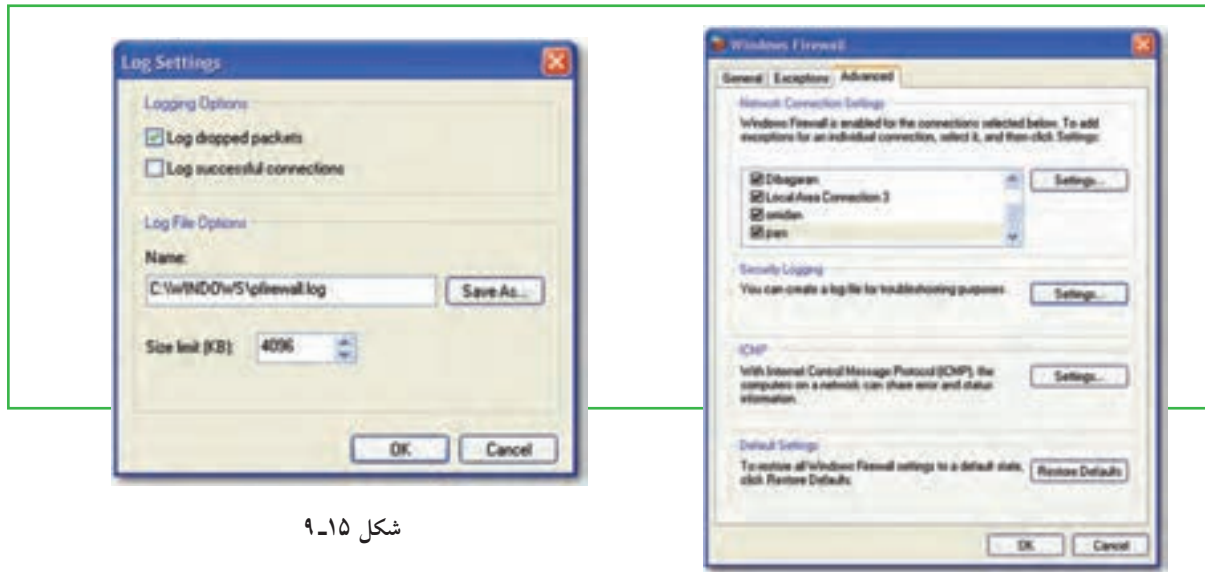 Log Settings
Logging Options
Log dropped packets
Log successful connections
Log File Options
Name:
C:\WINDOWS\pfirewall.log
Save As...
Size limit (KB):
4096
OK
Cancel
شکل ۱۵ـ۹
Windows Firewall
General
Exceptions
Advanced
Network Connection Settings
Windows Firewall is enabled for the connections selected below. To add
exceptions for an individual connection, select it, and then click Settings:
Dibagaran
Local Area Connection 3
omidan
pars
Settings...
Security Logging
You can create a log file for troubleshooting purposes.
Settings...
ICMP
With Internet Control Message Protocol (ICMP), the
computers on a network can share error and status
information.
Settings...
Default Settings
To restore all Windows Firewall settings to a default state,
click Restore Defaults.
Restore Defaults
OK
Cancel